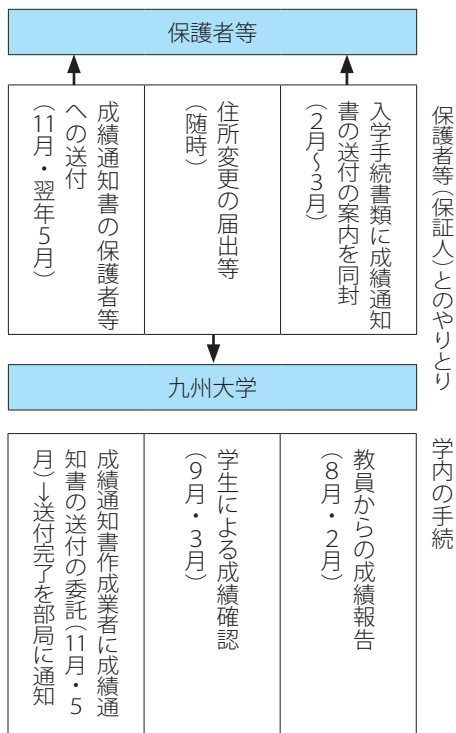 保護者等
保護者等（保証人）とのやりとり
入学手続書類に成績通知
書の送付の案内を同封
（2月～3月）
住所変更の届出等
（随時）
成績通知書の保護者等
への送付
（11月・翌年5月）
九州大学
学内の手続
教員からの成績報告
（8月・2月）
学生による成績確認
（9月・3月）
成績通知書作成業者に成績通
知書の送付の委託（11月・5
月）→送付完了を部局に通知